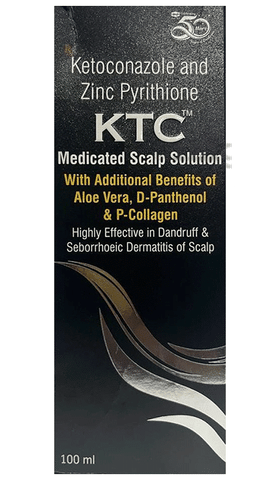 50
Ketoconazole and
Zinc Pyrithione
KTC™
Medicated Scalp Solution
With Additional Benefits of
Aloe Vera, D-Panthenol
& P-Collagen
Highly Effective in Dandruff &
Seborrhoeic Dermatitis of Scalp
100 ml